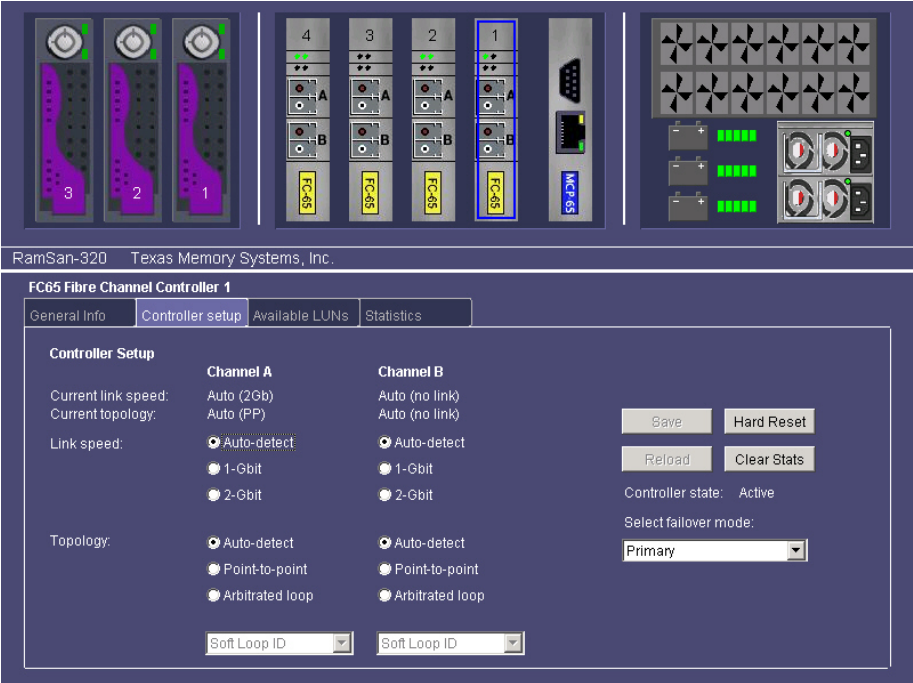 4 3 2 1
A A A A
B B B B
3 2 1
FC-65 FC-65 FC-65 FC-65 MCP-65
- +
- +
- +
RamSan-320 Texas Memory Systems, Inc.
FC65 Fibre Channel Controller 1
General Info Controller setup Available LUNs Statistics
Controller Setup
Channel A Channel B
Current link speed: Auto (2Gb) Auto (no link)
Current topology: Auto (PP) Auto (no link)
Save Hard Reset
Link speed: Auto-detect Auto-detect
1-Gbit 1-Gbit
Reload Clear Stats
2-Gbit 2-Gbit
Controller state: Active
Select failover mode:
Topology: Auto-detect Auto-detect
Primary
Point-to-point Point-to-point
Arbitrated loop Arbitrated loop
Soft Loop ID Soft Loop ID